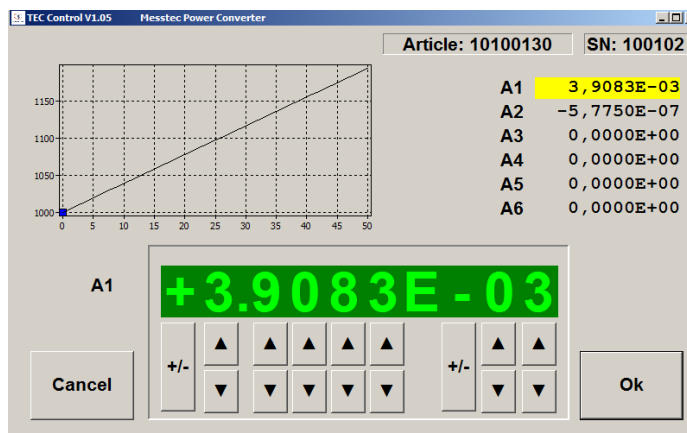 TEC Control V1.05 Messtec Power Converter
Article: 10100130 SN: 100102
1150
1100
1050
1000
0 5 10 15 20 25 30 35 40 45 50
A1 3,9083E-03
A2 -5,7750E-07
A3 0,0000E+00
A4 0,0000E+00
A5 0,0000E+00
A6 0,0000E+00
A1 +3.9083E-03
+/- ▲ ▲ ▲ ▲ ▲ +/- ▲ ▲
▼ ▼ ▼ ▼ ▼ ▼ ▼
Cancel Ok